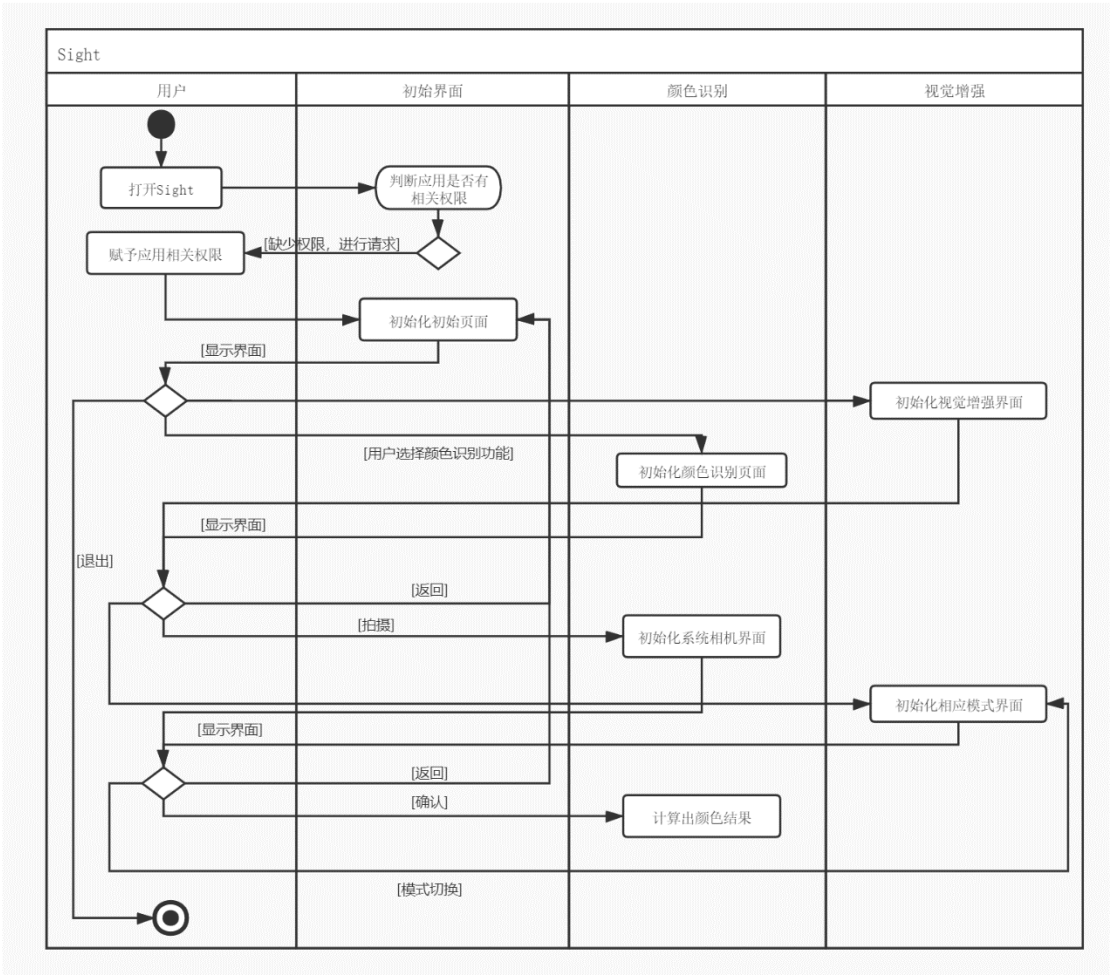 Sight
用户
初始界面
颜色识别
视觉增强
打开Sight
判断应用是否有
相关权限
[缺少权限，进行请求]
赋予应用相关权限
初始化初始页面
[显示界面]
初始化视觉增强界面
[用户选择颜色识别功能]
初始化颜色识别页面
[显示界面]
[退出]
[返回]
[拍摄]
初始化系统相机界面
初始化相应模式界面
[显示界面]
[返回]
[确认]
计算出颜色结果
[模式切换]